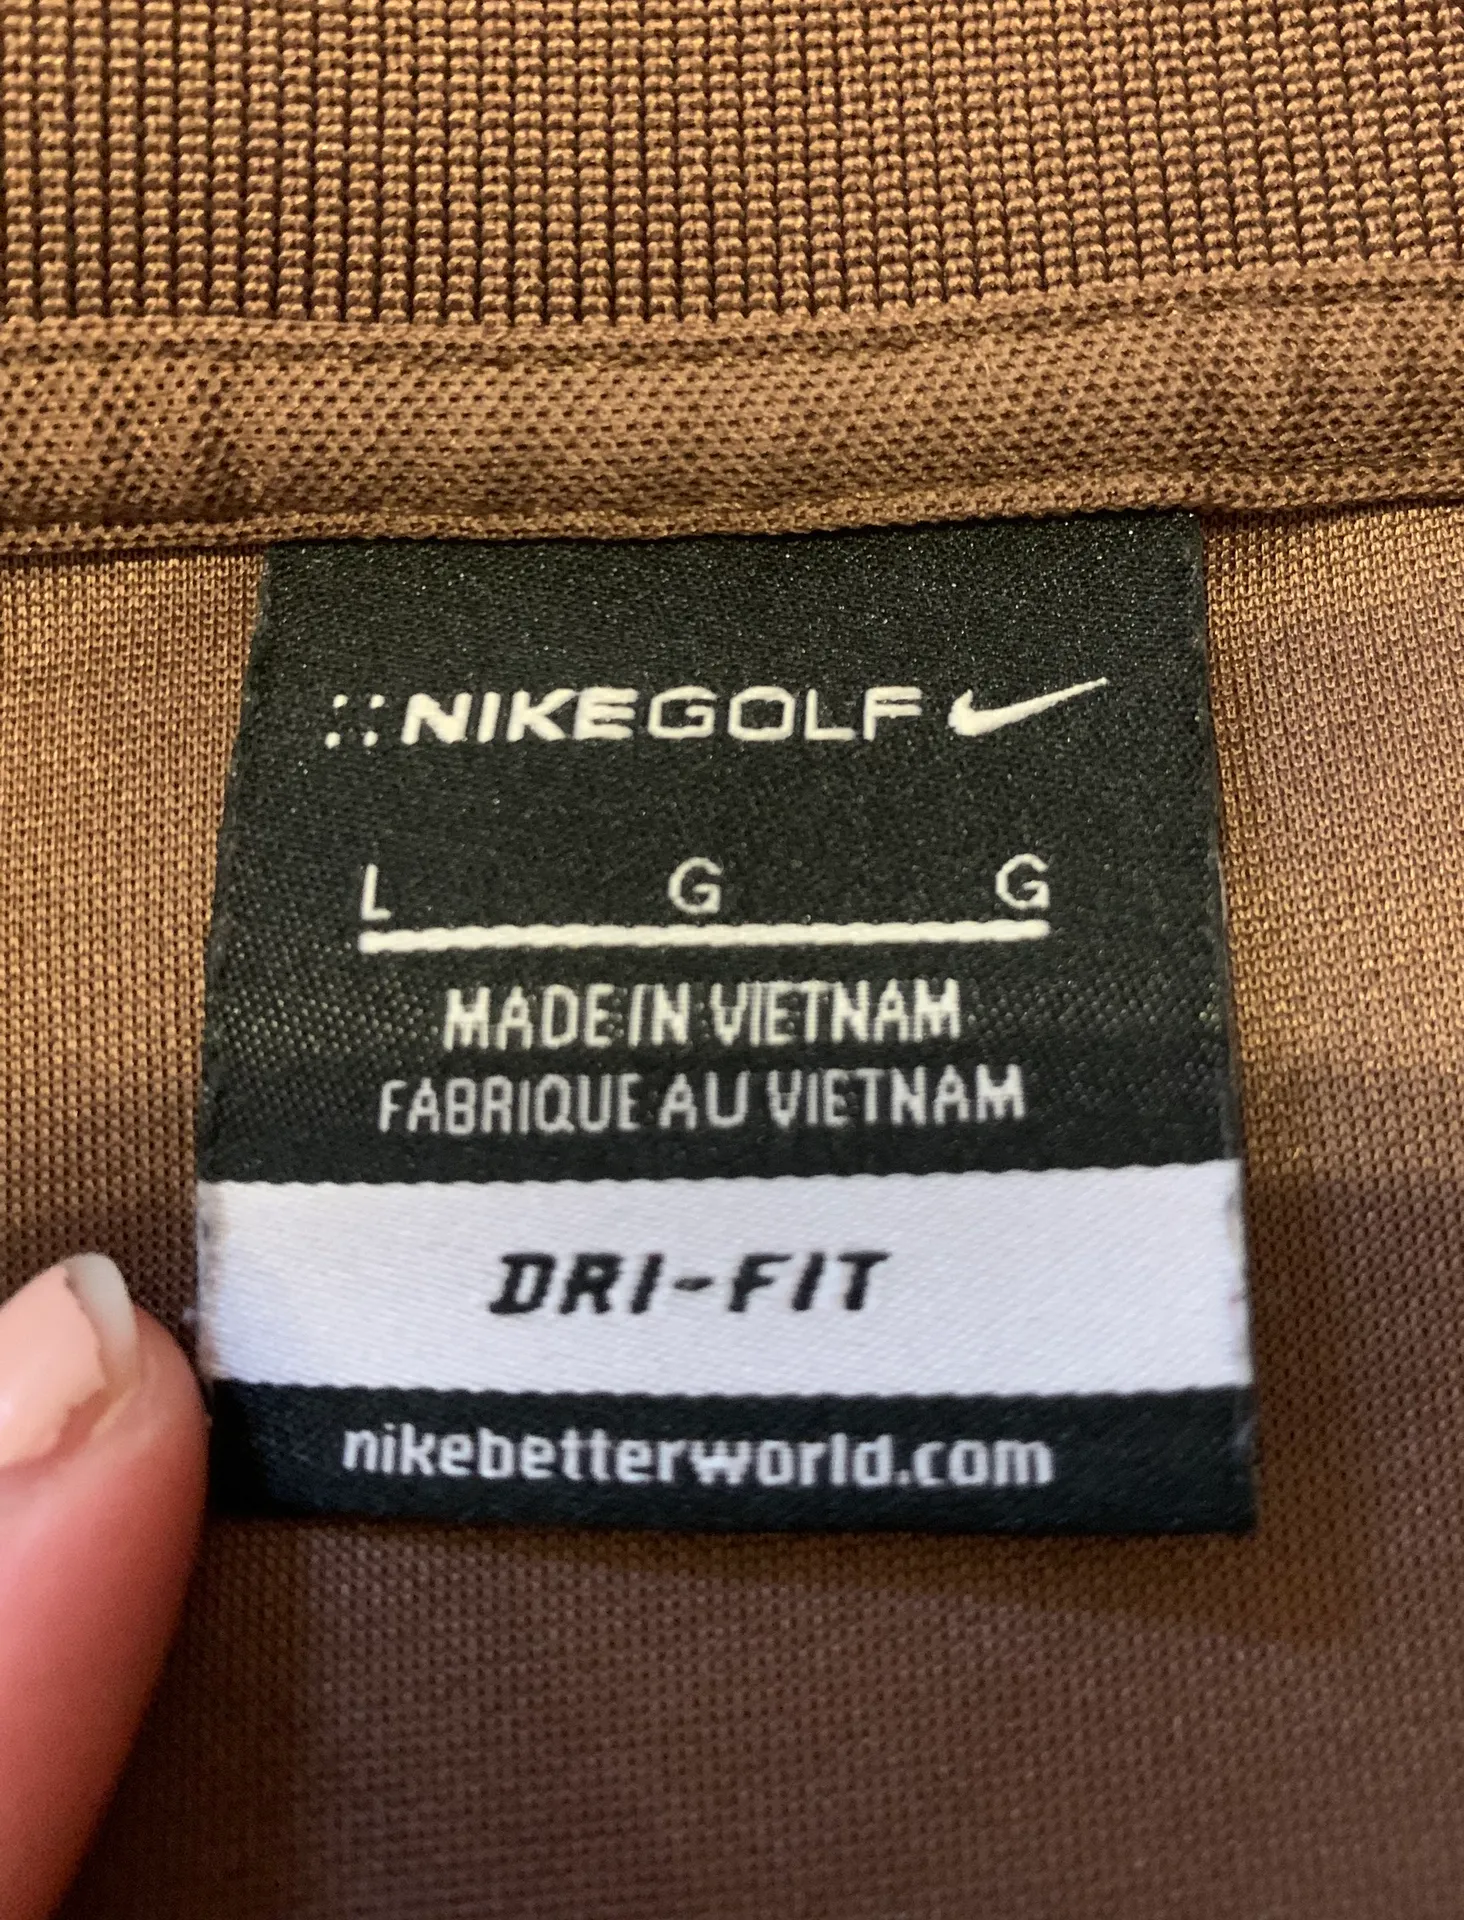 NIKEGOLF
L G G
MADE IN VIETNAM
FABRIQUE AU VIETNAM
DRI-FIT
nikebetterworld.com